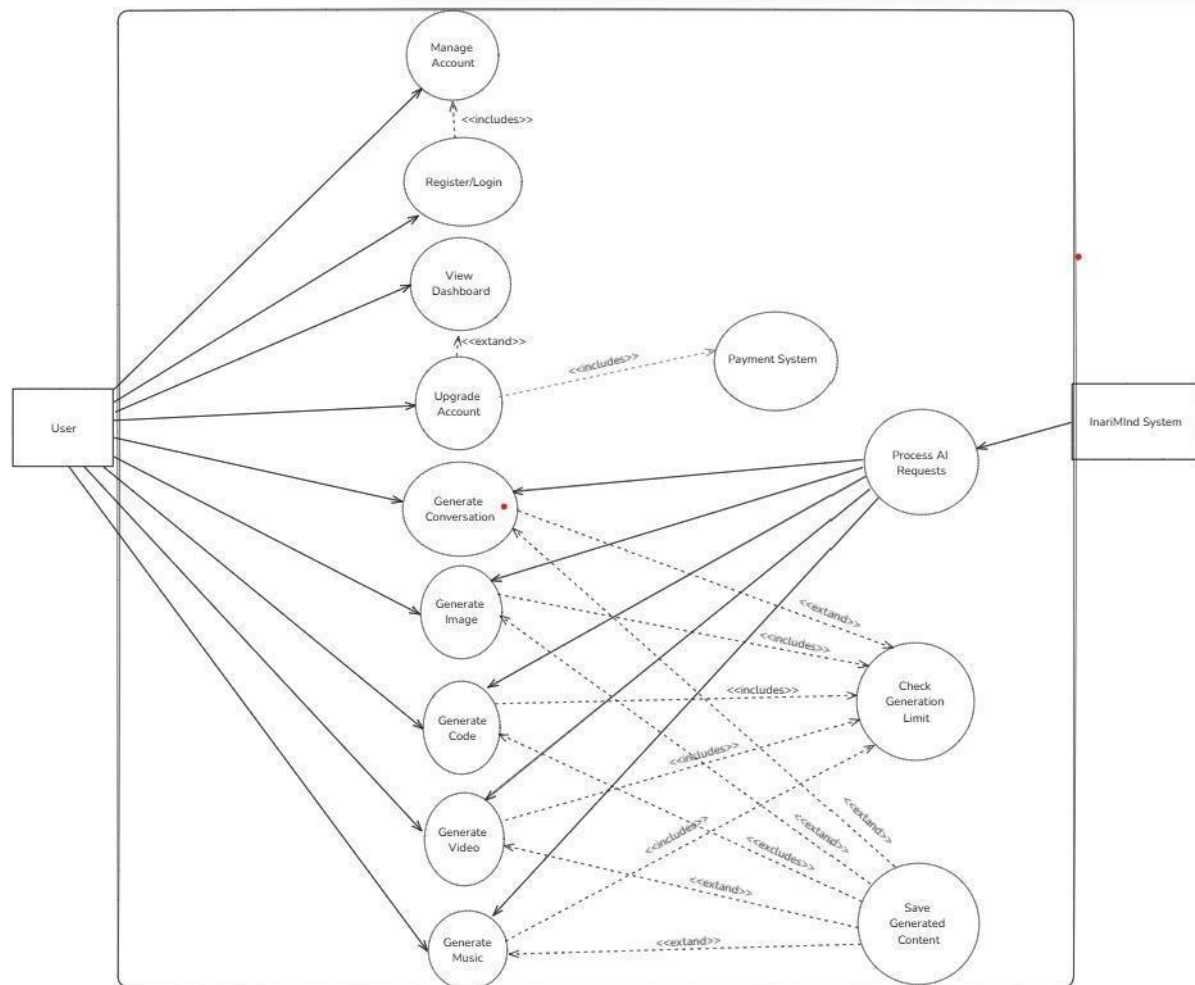 Manage
Account
<<includes>>
Register/Login
View
Dashboard
<<extand>>
<<includes>>
Payment System
Upgrade
Account
User
InariMInd System
Process AI
Requests
Generate
Conversation
Generate
Image
<<extand>>
<<includes>>
Check
Generation
Limit
<<includes>>
Generate
Code
<<includes>>
Generate
Video
<<includes>>
<<extand>>
<<extand>>
<<excludes>>
<<extand>>
Save
Generated
Content
Generate
Music
<<extand>>